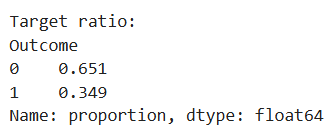 Target ratio:
Outcome
0    0.651
1    0.349
Name: proportion, dtype: float64